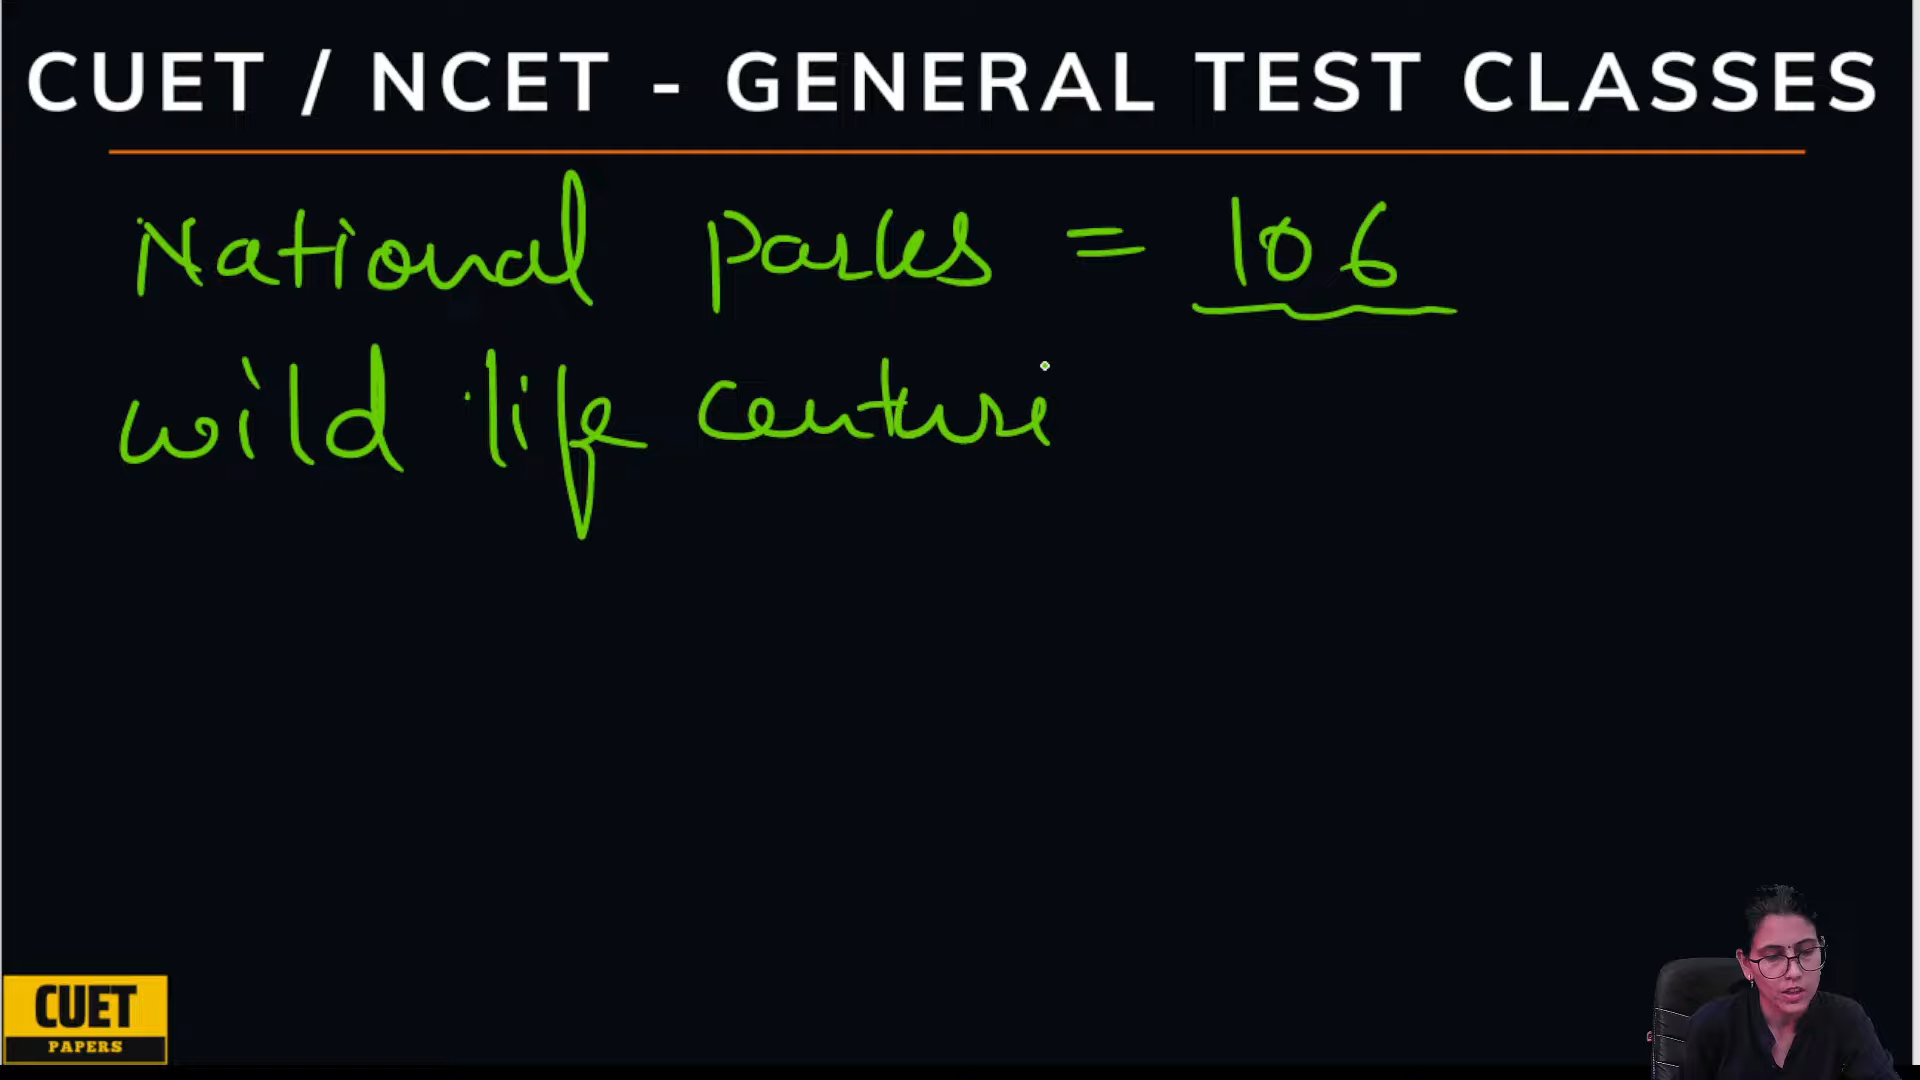 CUET / NCET - GENERAL TEST CLASSES
National Parks = 106
wild life centuri
CUET
PAPERS